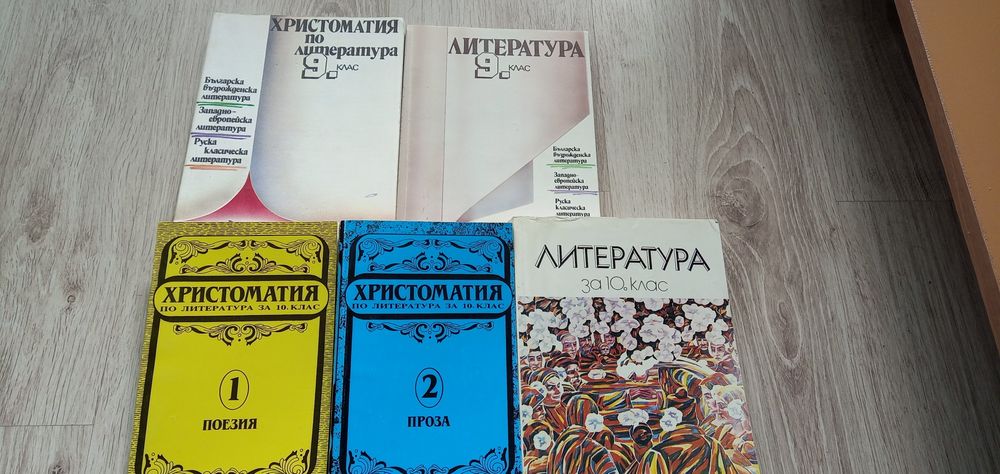 ХРИСТОМАТИЯ
ПО
ЛИТЕРАТУРА
9. КЛАС
Българска
възрожденска
литература
Западно-
европейска
литература
Руска
класическа
литература
ЛИТЕРАТУРА
9. КЛАС
Българска
възрожденска
литература
Западно-
европейска
литература
Руска
класическа
литература
ХРИСТОМАТИЯ
ПО ЛИТЕРАТУРА ЗА 10. КЛАС
1
ПОЕЗИЯ
ХРИСТОМАТИЯ
ПО ЛИТЕРАТУРА ЗА 10. КЛАС
2
ПРОЗА
ЛИТЕРАТУРА
за 10. клас